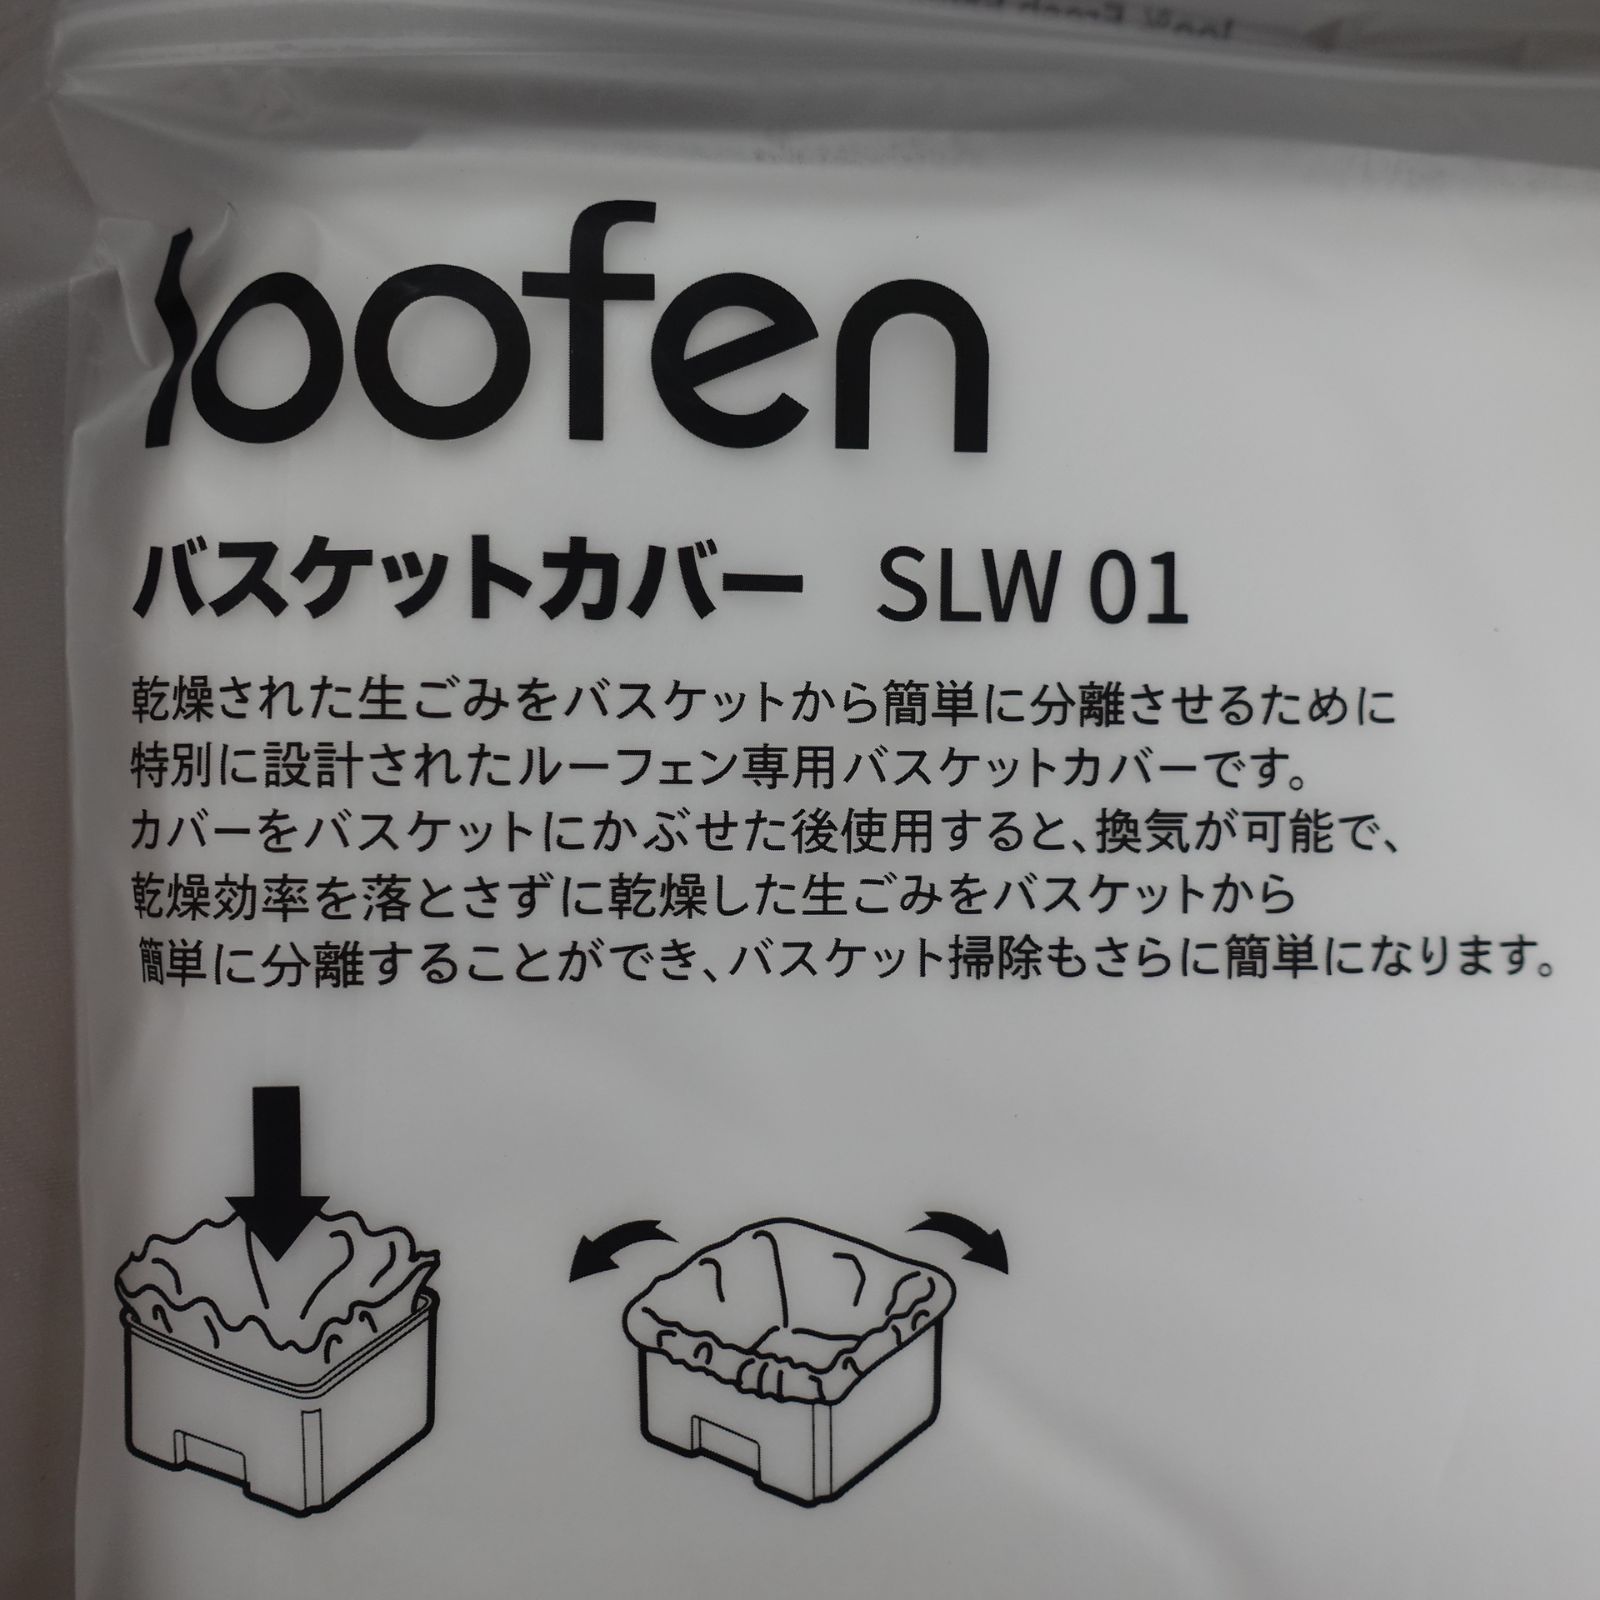 loofen
バスケットカバー SLW 01
乾燥された生ごみをバスケットから簡単に分離させるために
特別に設計されたルーフェン専用バスケットカバーです。
カバーをバスケットにかぶせた後使用すると、換気が可能で、
乾燥効率を落とさずに乾燥した生ごみをバスケットから
簡単に分離することができ、バスケット掃除もさらに簡単になります。